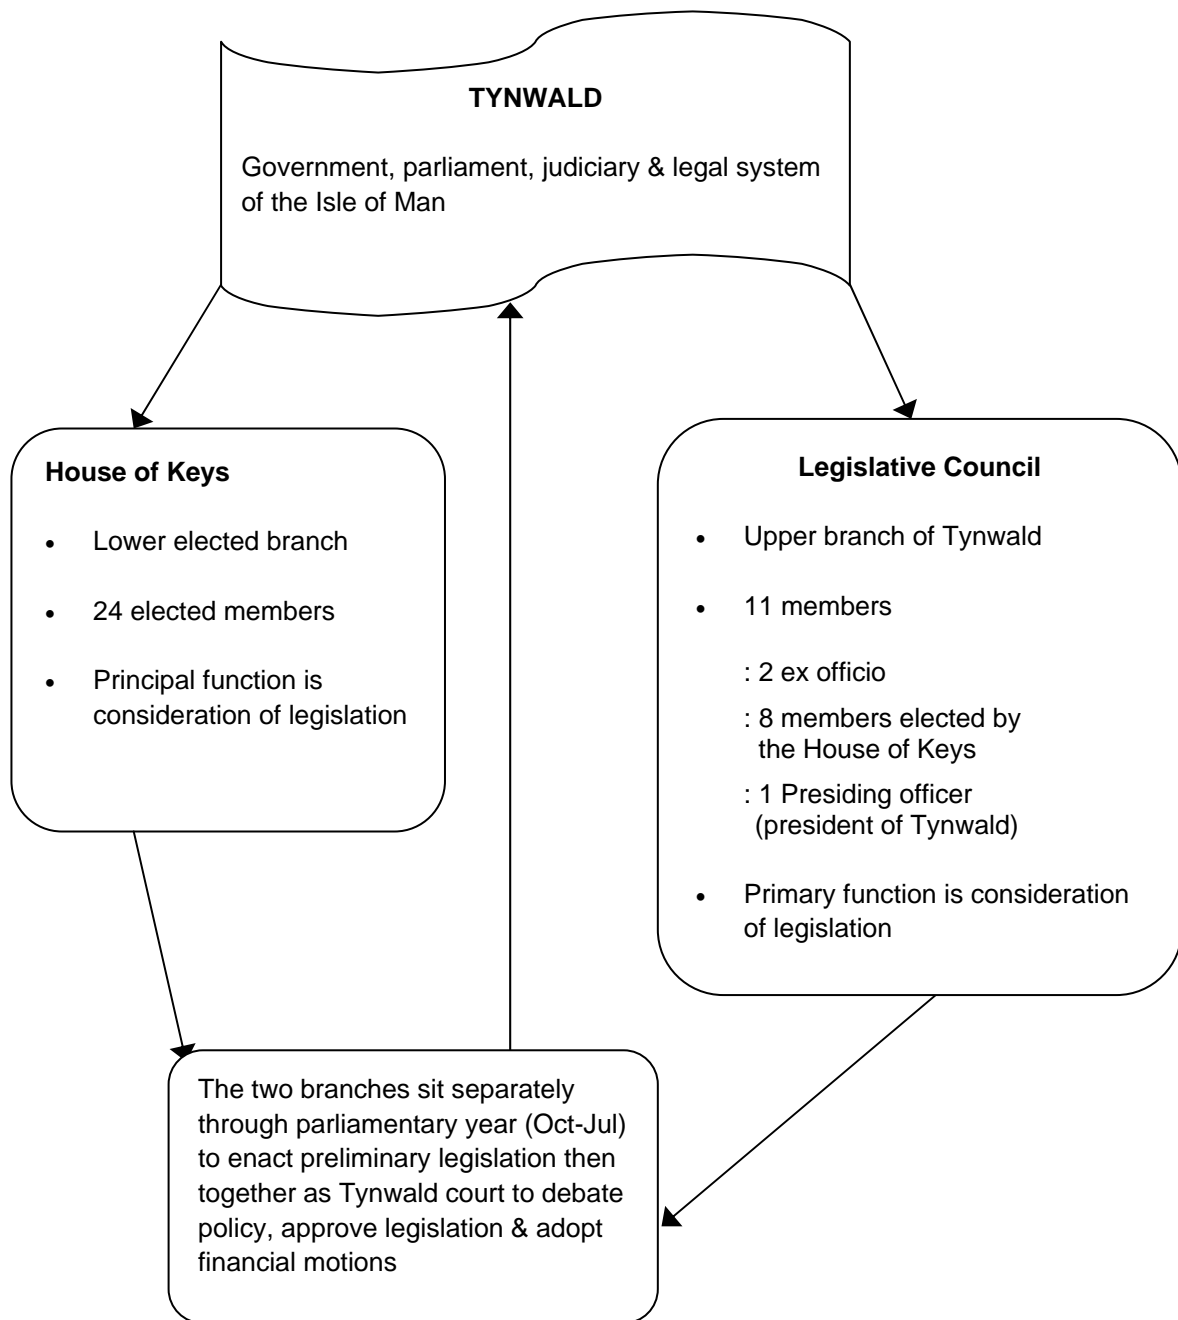 TYNWALD
Government, parliament, judiciary & legal system
of the Isle of Man
House of Keys
• Lower elected branch
• 24 elected members
• Principal function is
consideration of legislation
Legislative Council
• Upper branch of Tynwald
• 11 members
: 2 ex officio
: 8 members elected by
the House of Keys
: 1 Presiding officer
(president of Tynwald)
• Primary function is consideration
of legislation
The two branches sit separately
through parliamentary year (Oct-Jul)
to enact preliminary legislation then
together as Tynwald court to debate
policy, approve legislation & adopt
financial motions